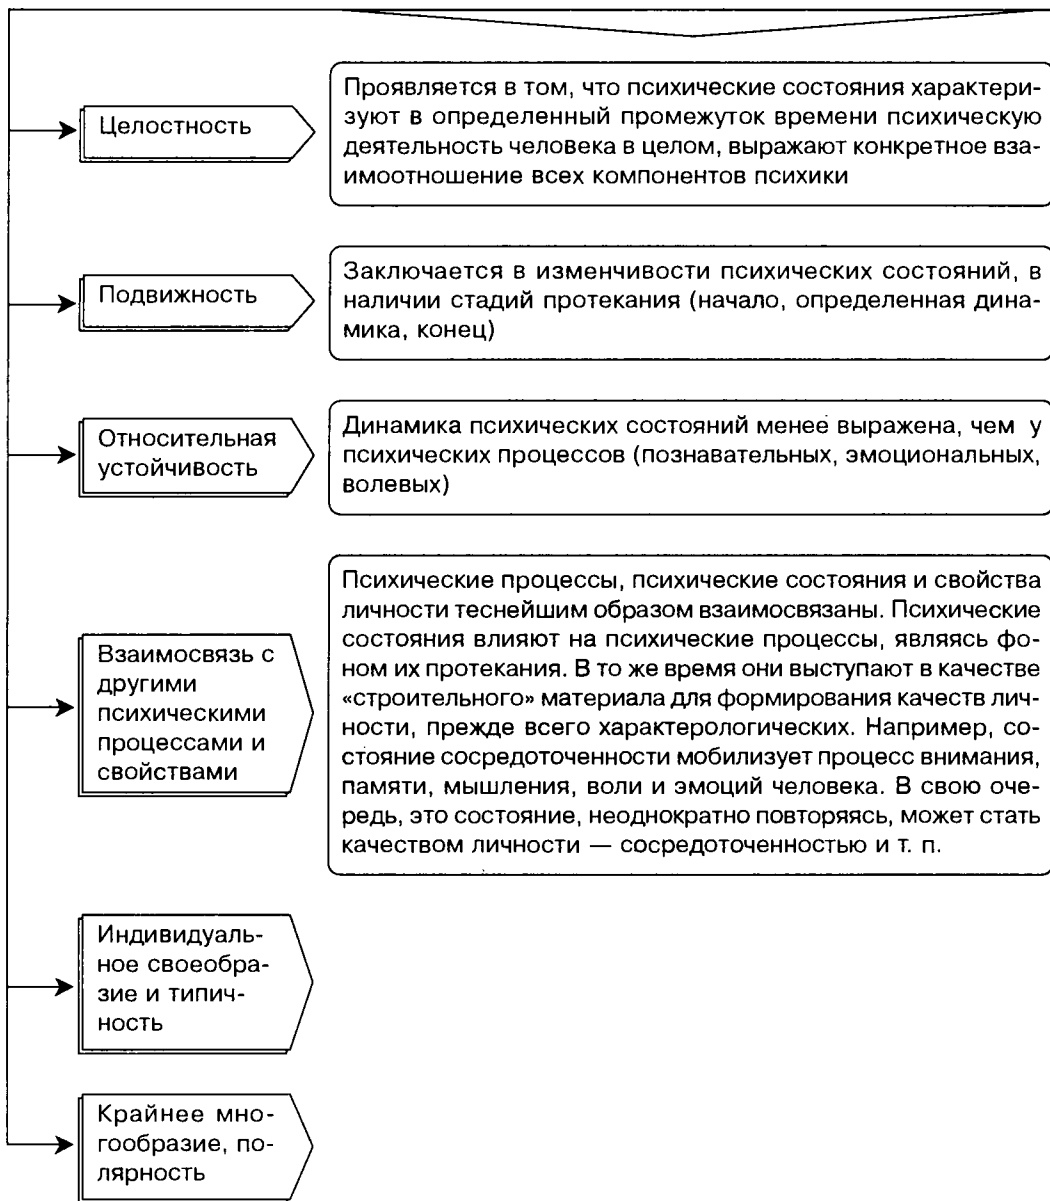 Целостность
Проявляется в том, что психические состояния характери-
зуют в определенный промежуток времени психическую
деятельность человека в целом, выражают конкретное вза-
имоотношение всех компонентов психики
Подвижность
Заключается в изменчивости психических состояний, в
наличии стадий протекания (начало, определенная дина-
мика, конец)
Относительная
устойчивость
Динамика психических состояний менее выражена, чем у
психических процессов (познавательных, эмоциональных,
волевых)
Взаимосвязь с
другими
психическими
процессами и
свойствами
Психические процессы, психические состояния и свойства
личности теснейшим образом взаимосвязаны. Психические
состояния влияют на психические процессы, являясь фо-
ном их протекания. В то же время они выступают в качестве
«строительного» материала для формирования качеств лич-
ности, прежде всего характерологических. Например, со-
стояние сосредоточенности мобилизует процесс внимания,
памяти, мышления, воли и эмоций человека. В свою оче-
редь, это состояние, неоднократно повторяясь, может стать
качеством личности — сосредоточенностью и т. п.
Индивидуаль-
ное своеобра-
зие и типич-
ность
Крайнее мно-
гообразие, по-
лярность